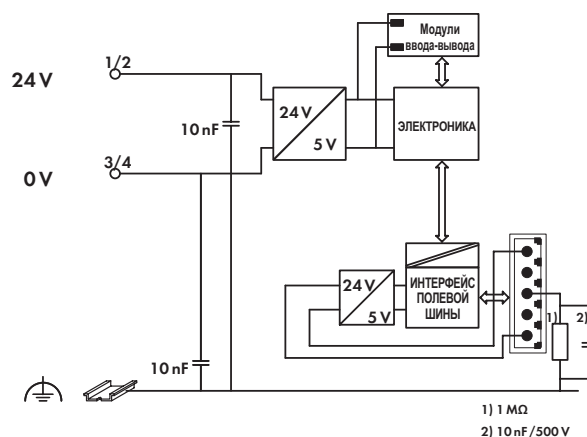 Модули
ввода-вывода
24 V
1/2
10 nF
24 V
5 V
ЭЛЕКТРОНИКА
0 V
3/4
24 V
5 V
ИНТЕРФЕЙС
ПОЛЕВОЙ
ШИНЫ
1)
2)
10 nF
1) 1 MΩ
2) 10 nF/500 V